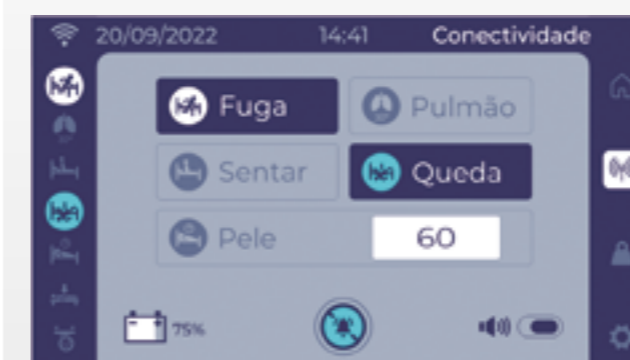 20/09/2022 14:41 Conectividade
Fuga Pulmão
Sentar Queda
Pele 60
75%